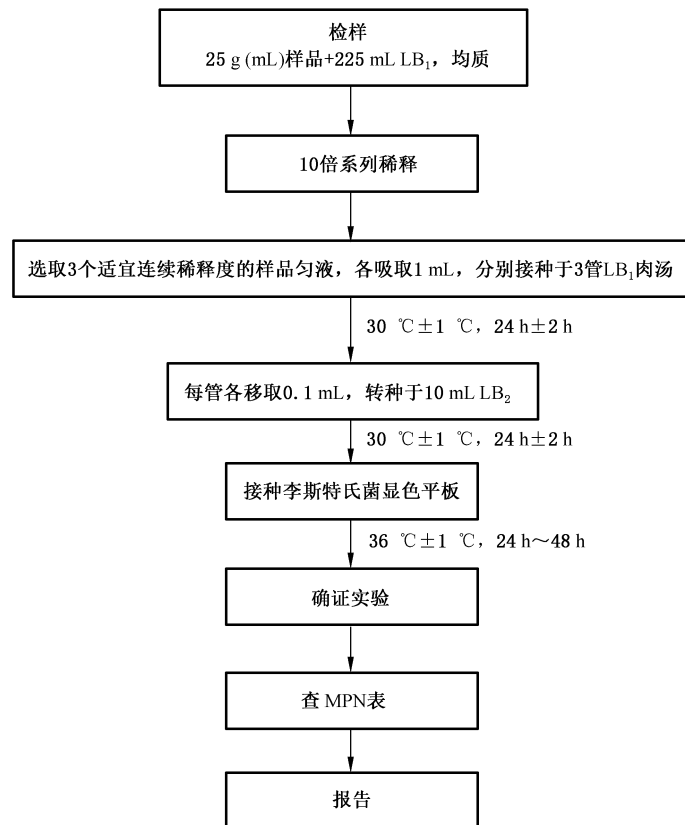 检样
25 g (mL)样品+225 mL LB₁，均质
10倍系列稀释
选取3个适宜连续稀释度的样品匀液，各吸取1 mL，分别接种于3管LB₁肉汤
30 ℃±1 ℃，24 h±2 h
每管各移取0.1 mL，转种于10 mL LB₂
30 ℃±1 ℃，24 h±2 h
接种李斯特氏菌显色平板
36 ℃±1 ℃，24 h～48 h
确证实验
查 MPN表
报告